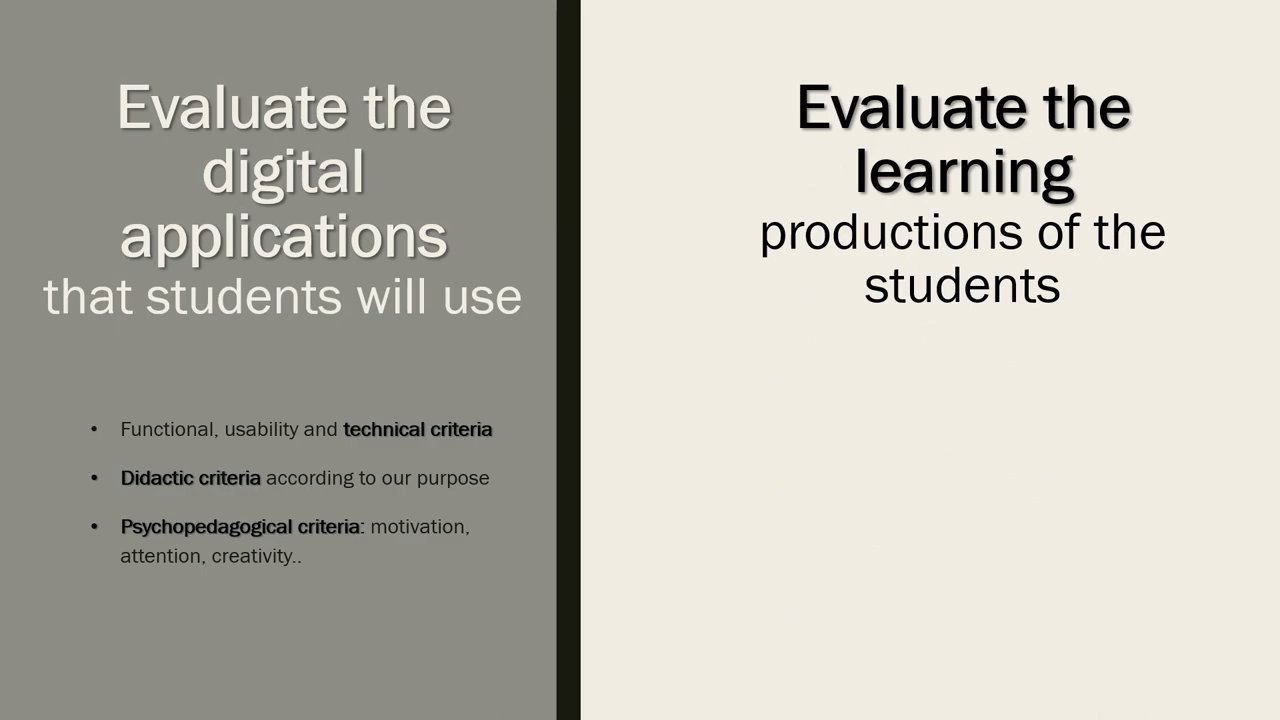 Evaluate the
digital
applications
that students will use
• Functional, usability and technical criteria
• Didactic criteria according to our purpose
• Psychopedagogical criteria: motivation,
attention, creativity..
Evaluate the
learning
productions of the
students